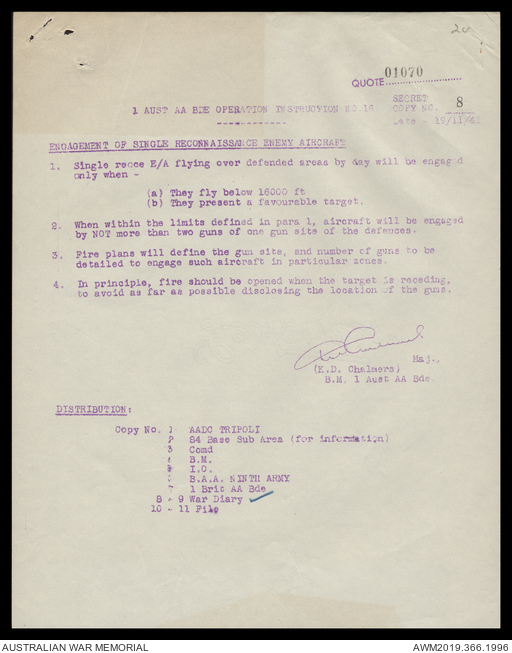 24
QUOTE 01070
SECRET
1 AUST AA BDE OPERATION INSTRUCTION NO.16 COPY NO. 8
Date - 19/11/41
ENGAGEMENT OF SINGLE RECONNAISSANCE ENEMY AIRCRAFT
1. Single recce E/A flying over defended areas by day will be engaged
only when -
(a) They fly below 16000 ft
(b) They present a favourable target.
2. When within the limits defined in para 1, aircraft will be engaged
by NOT more than two guns of one gun site of the defences.
3. Fire plans will define the gun site, and number of guns to be
detailed to engage such aircraft in particular zones.
4. In principle, fire should be opened when the target is receding,
to avoid as far as possible disclosing the location of the guns.
Maj.,
(K.D. Chalmers)
B.M. 1 Aust AA Bde.
DISTRIBUTION:
Copy No. 1 AADC TRIPOLI
2 84 Base Sub Area (for information)
3 Comd
B.M.
I.O.
B.A.A. NINTH ARMY
7 1 Brit AA Bde
8 - 9 War Diary
10 - 11 File
AUSTRALIAN WAR MEMORIAL AWM2019.366.1996